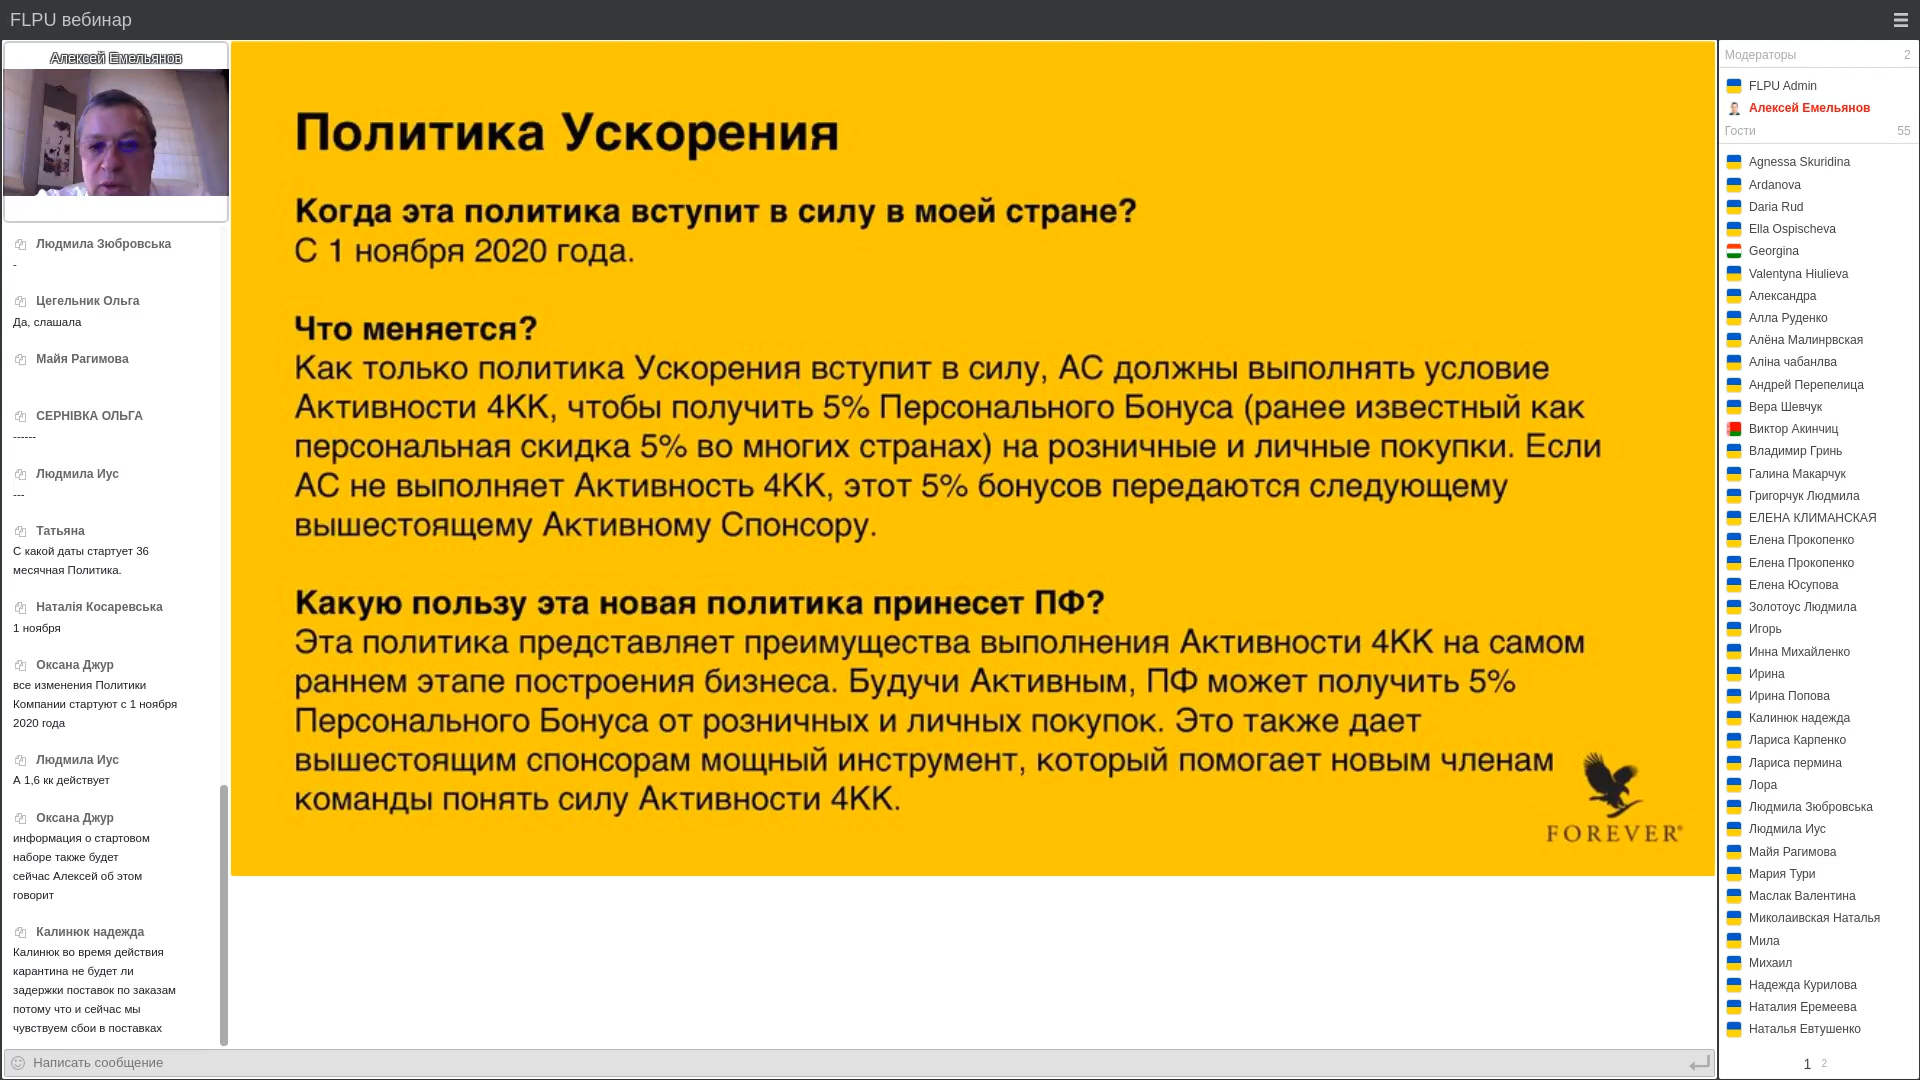 FLPU вебинар
Алексей Емельянов
Людмила Зюбровська
-
Цегельник Ольга
Да, слашала
Майя Рагимова
СЕРНІВКА ОЛЬГА
------
Людмила Иус
---
Татьяна
С какой даты стартует 36
месячная Политика.
Наталія Косаревська
1 ноября
Оксана Джур
все изменения Политики
Компании стартуют с 1 ноября
2020 года
Людмила Иус
А 1,6 кк действует
Оксана Джур
информация о стартовом
наборе также будет
сейчас Алексей об этом
говорит
Калинюк надежда
Калинюк во время действия
карантина не будет ли
задержки поставок по заказам
потому что и сейчас мы
чувствуем сбои в поставках
Политика Ускорения
Когда эта политика вступит в силу в моей стране?
С 1 ноября 2020 года.
Что меняется?
Как только политика Ускорения вступит в силу, АС должны выполнять условие
Активности 4КК, чтобы получить 5% Персонального Бонуса (ранее известный как
персональная скидка 5% во многих странах) на розничные и личные покупки. Если
АС не выполняет Активность 4КК, этот 5% бонусов передаются следующему
вышестоящему Активному Спонсору.
Какую пользу эта новая политика принесет ПФ?
Эта политика представляет преимущества выполнения Активности 4КК на самом
раннем этапе построения бизнеса. Будучи Активным, ПФ может получить 5%
Персонального Бонуса от розничных и личных покупок. Это также дает
вышестоящим спонсорам мощный инструмент, который помогает новым членам
команды понять силу Активности 4КК.
FOREVER®
Написать сообщение
Модераторы 2
FLPU Admin
Алексей Емельянов
Гости 55
Agnessa Skuridina
Ardanova
Daria Rud
Ella Ospischeva
Georgina
Valentyna Hiulieva
Александра
Алла Руденко
Алёна Малинрвская
Аліна чабанлва
Андрей Перепелица
Вера Шевчук
Виктор Акинчиц
Владимир Гринь
Галина Макарчук
Григорчук Людмила
ЕЛЕНА КЛИМАНСКАЯ
Елена Прокопенко
Елена Прокопенко
Елена Юсупова
Золотоус Людмила
Игорь
Инна Михайленко
Ирина
Ирина Попова
Калинюк надежда
Лариса Карпенко
Лариса пермина
Лора
Людмила Зюбровська
Людмила Иус
Майя Рагимова
Мария Тури
Маслак Валентина
Миколаивская Наталья
Мила
Михаил
Надежда Курилова
Наталия Еремеева
Наталья Евтушенко
1 2